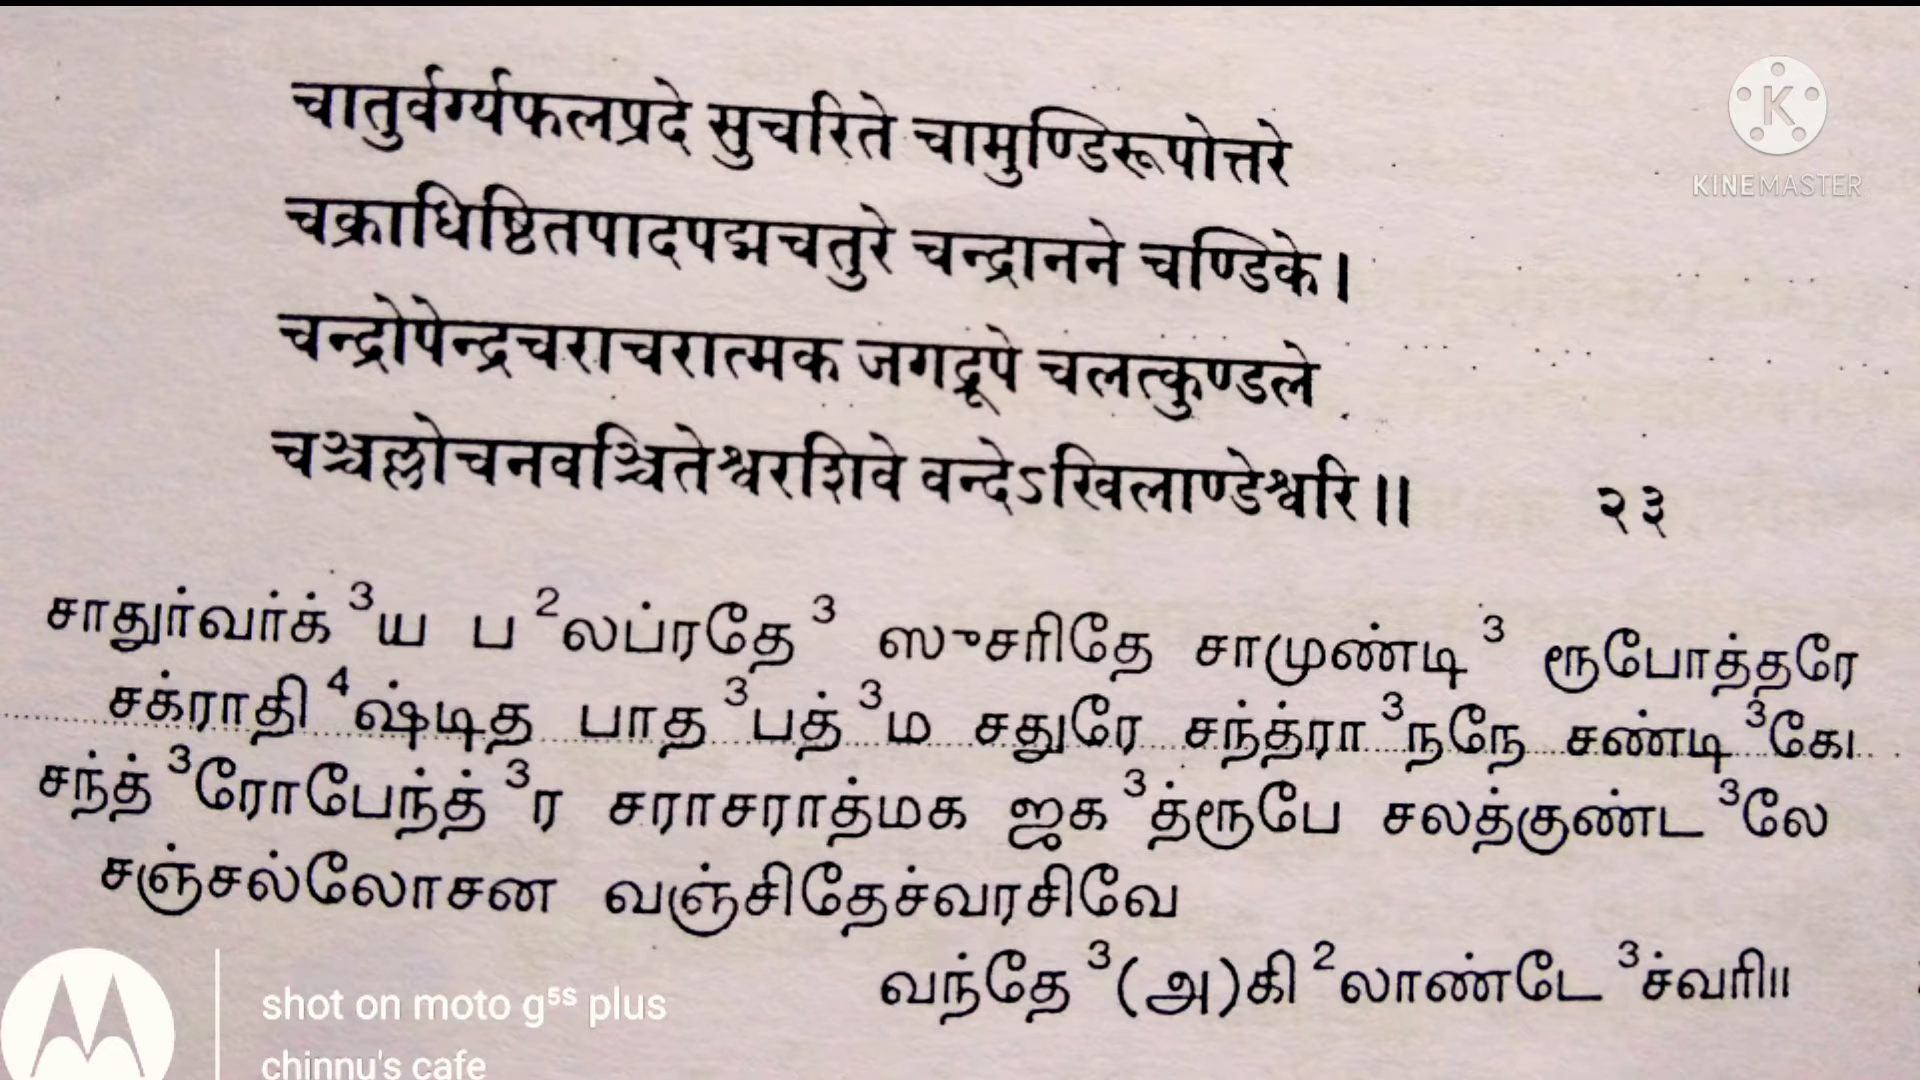 चातुर्वर्ग्यफलप्रदे सुचरिते चामुण्डिरूपोत्तरे
चक्राधिष्ठितपादपद्मचतुरे चन्द्रानने चण्डिके।
चन्द्रोपेन्द्रचराचरात्मक जगद्रूपे चलत्कुण्डले
चञ्चल्लोचनवञ्चितेश्वरशिवे वन्देऽखिलाण्डेश्वरि॥ २३
சாதுர்வர்க்³ய ப²லப்ரதே³ ஸுசரிதே சாமுண்டி³ ரூபோத்தரே
சக்ராதி⁴ஷ்டித பாத³பத்³ம சதுரே சந்த்ரா³நநே சண்டி³கே।
சந்த்³ரோபேந்த்³ர சராசராத்மக ஜக³த்ரூபே சலத்குண்ட³லே
சஞ்சல்லோசன வஞ்சிதேச்வரசிவே
வந்தே³(அ)கி²லாண்டே³ச்வரி॥
KINEMASTER
shot on moto g⁵ˢ plus
chinnu's cafe